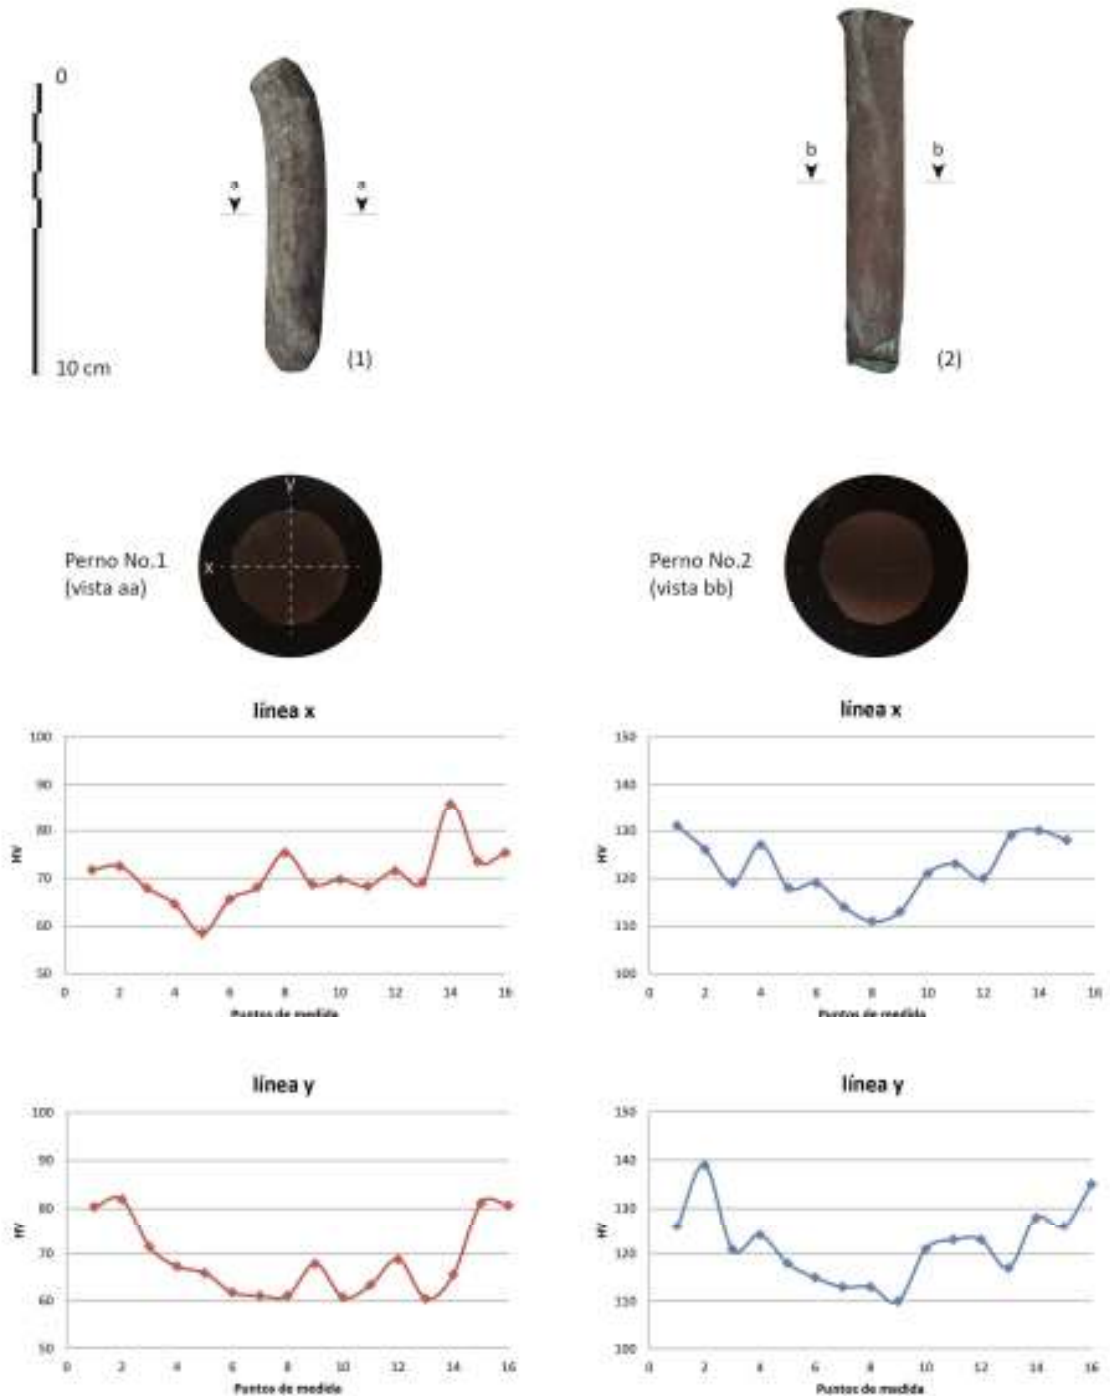 0
10 cm
a
a
(1)
b
b
(2)
Perno No.1
(vista aa)
y
x
Perno No.2
(vista bb)
línea x
100
90
80
70
60
50
HV
0 2 4 6 8 10 12 14 16
Puntos de medida
línea x
150
140
130
120
110
100
HV
0 2 4 6 8 10 12 14 16
Puntos de medida
línea y
100
90
80
70
60
50
HV
0 2 4 6 8 10 12 14 16
Puntos de medida
línea y
150
140
130
120
110
100
HV
0 2 4 6 8 10 12 14 16
Puntos de medida